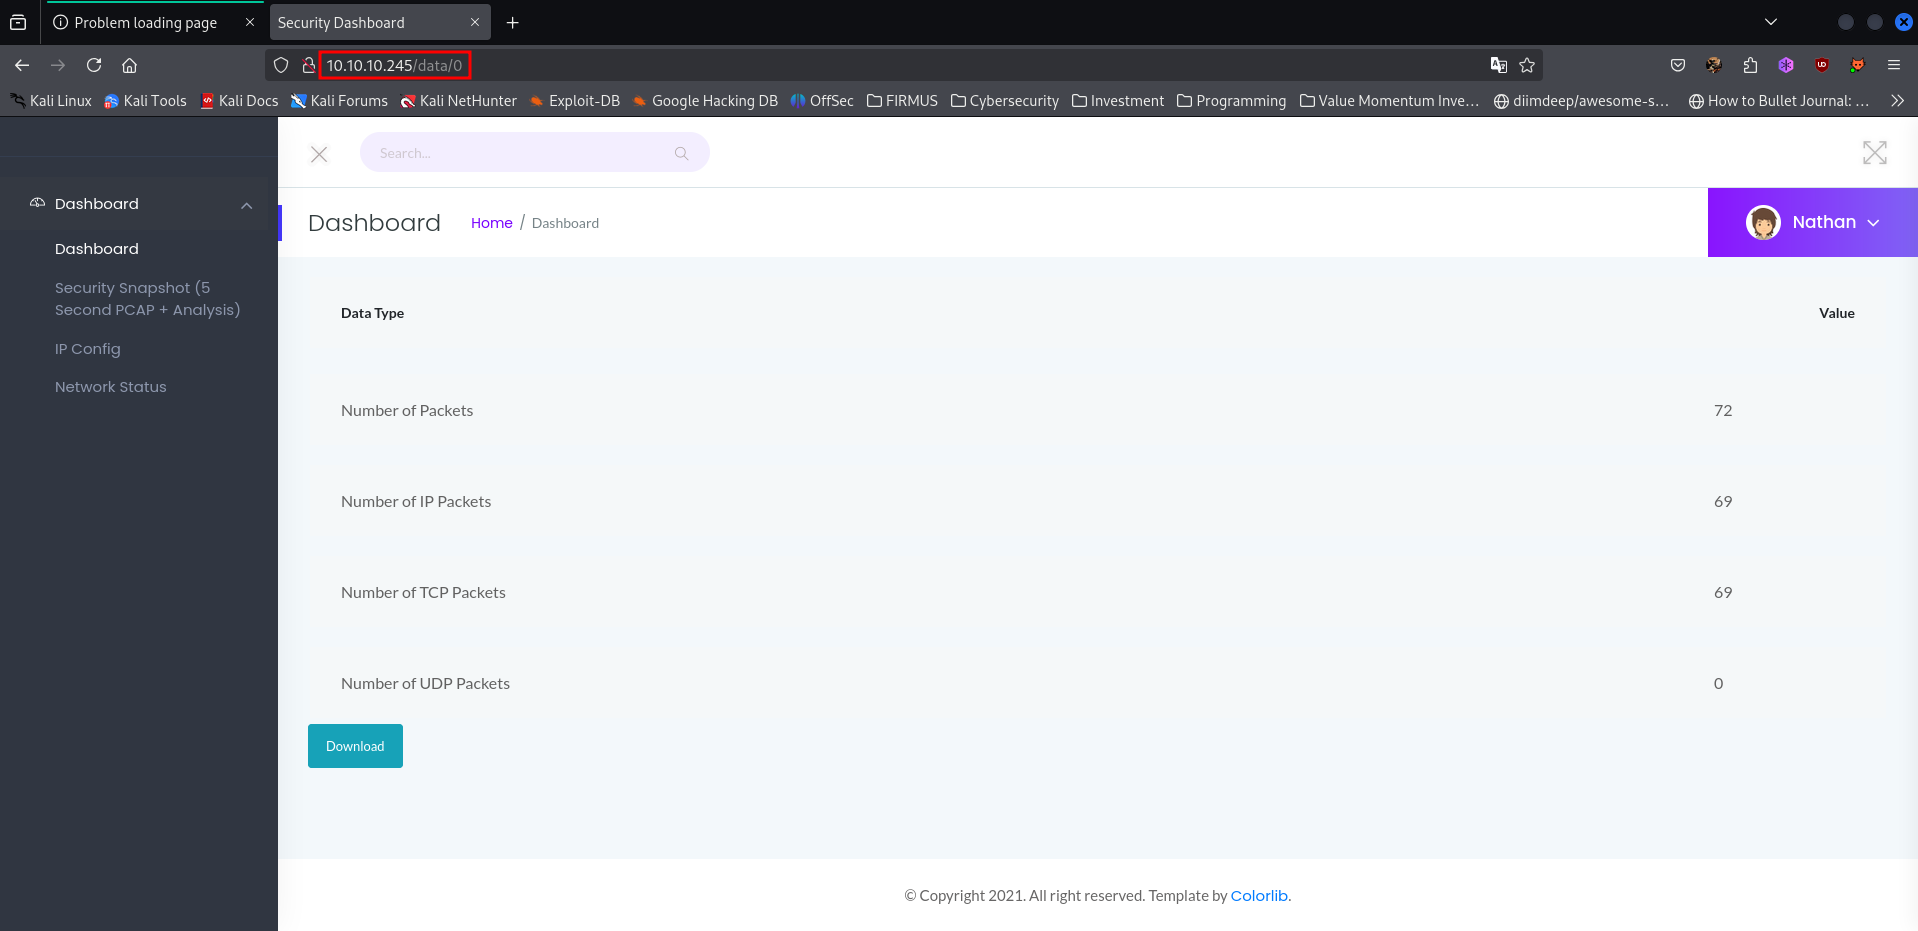 Problem loading page
Security Dashboard
10.10.10.245/data/0
Kali Linux Kali Tools Kali Docs Kali Forums Kali NetHunter Exploit-DB Google Hacking DB OffSec FIRMUS Cybersecurity Investment Programming Value Momentum Inve... diimdeep/awesome-s... How to Bullet Journal: ...
Search...
Dashboard
Dashboard
Security Snapshot (5
Second PCAP + Analysis)
IP Config
Network Status
Dashboard Home / Dashboard
Nathan
Data Type Value
Number of Packets 72
Number of IP Packets 69
Number of TCP Packets 69
Number of UDP Packets 0
Download
© Copyright 2021. All right reserved. Template by Colorlib.